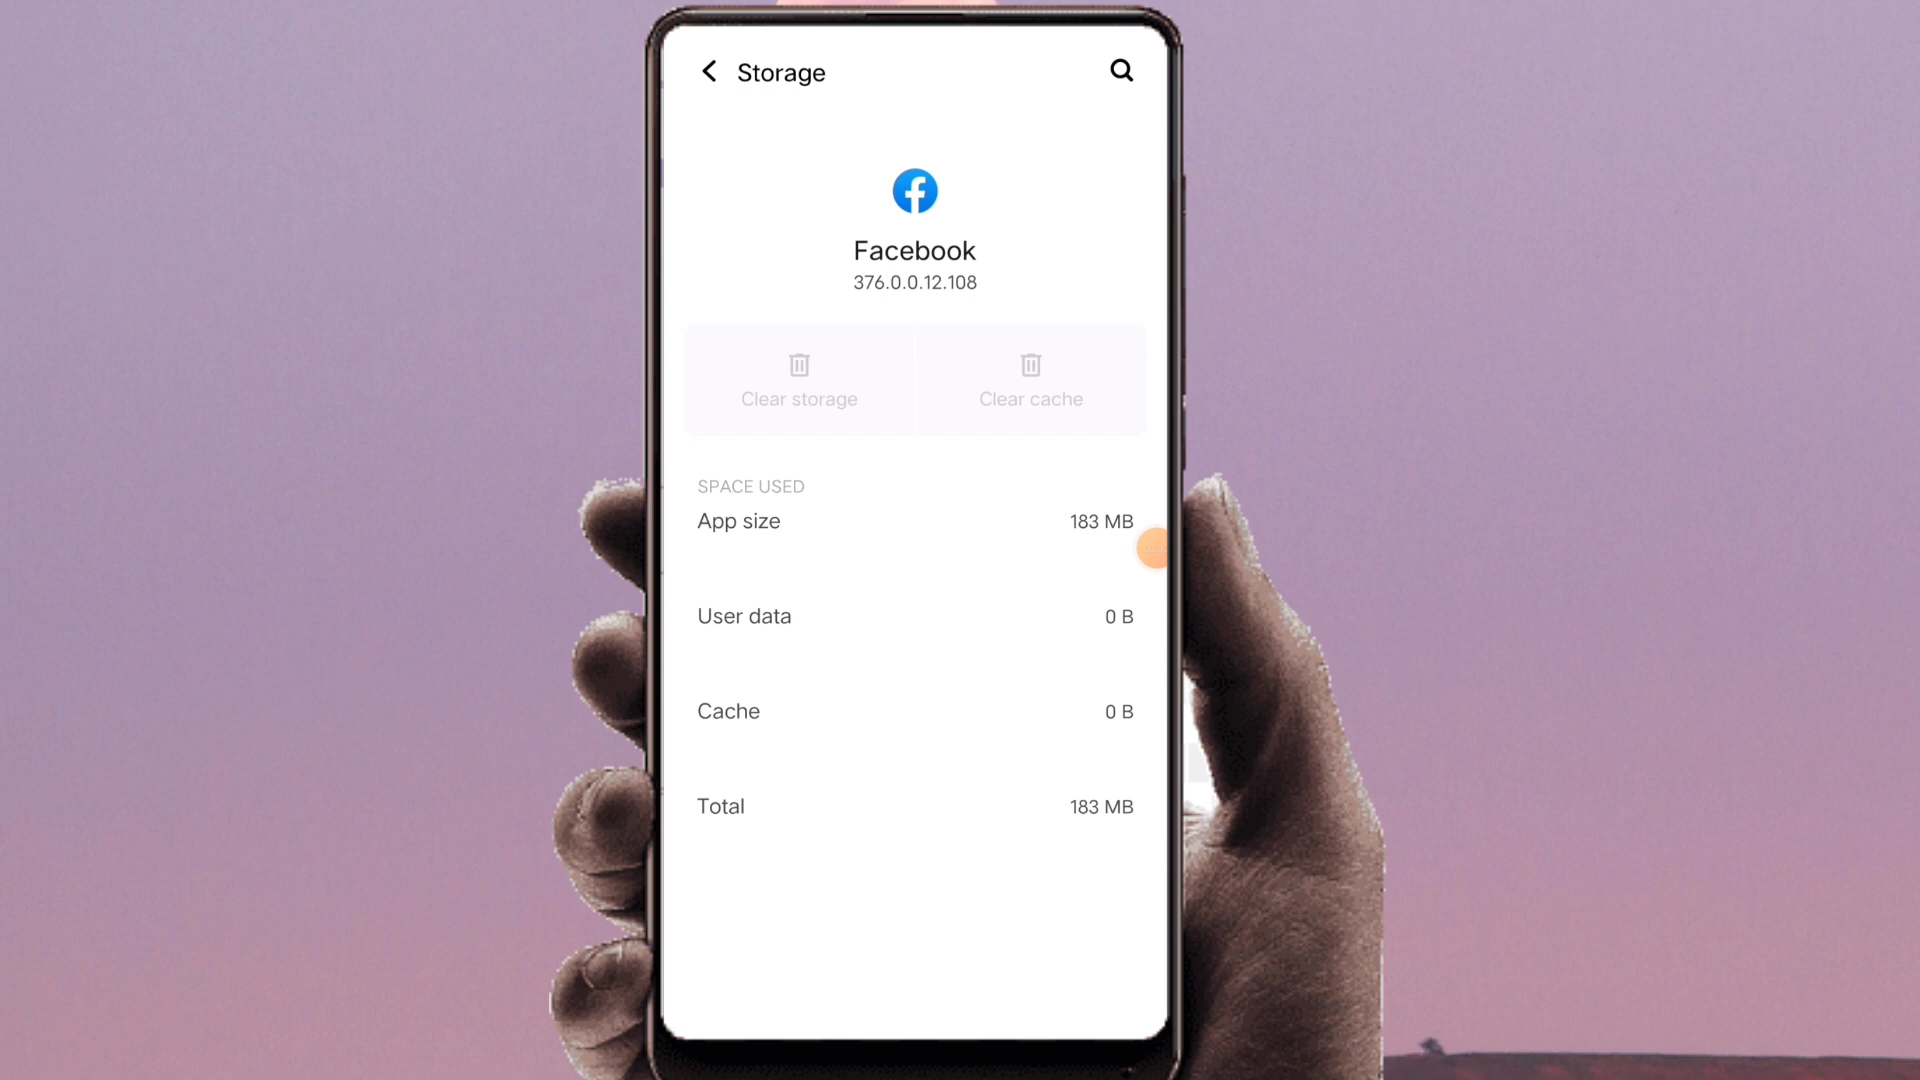 Storage
Facebook
376.0.0.12.108
Clear storage
Clear cache
SPACE USED
App size 183 MB
User data 0 B
Cache 0 B
Total 183 MB